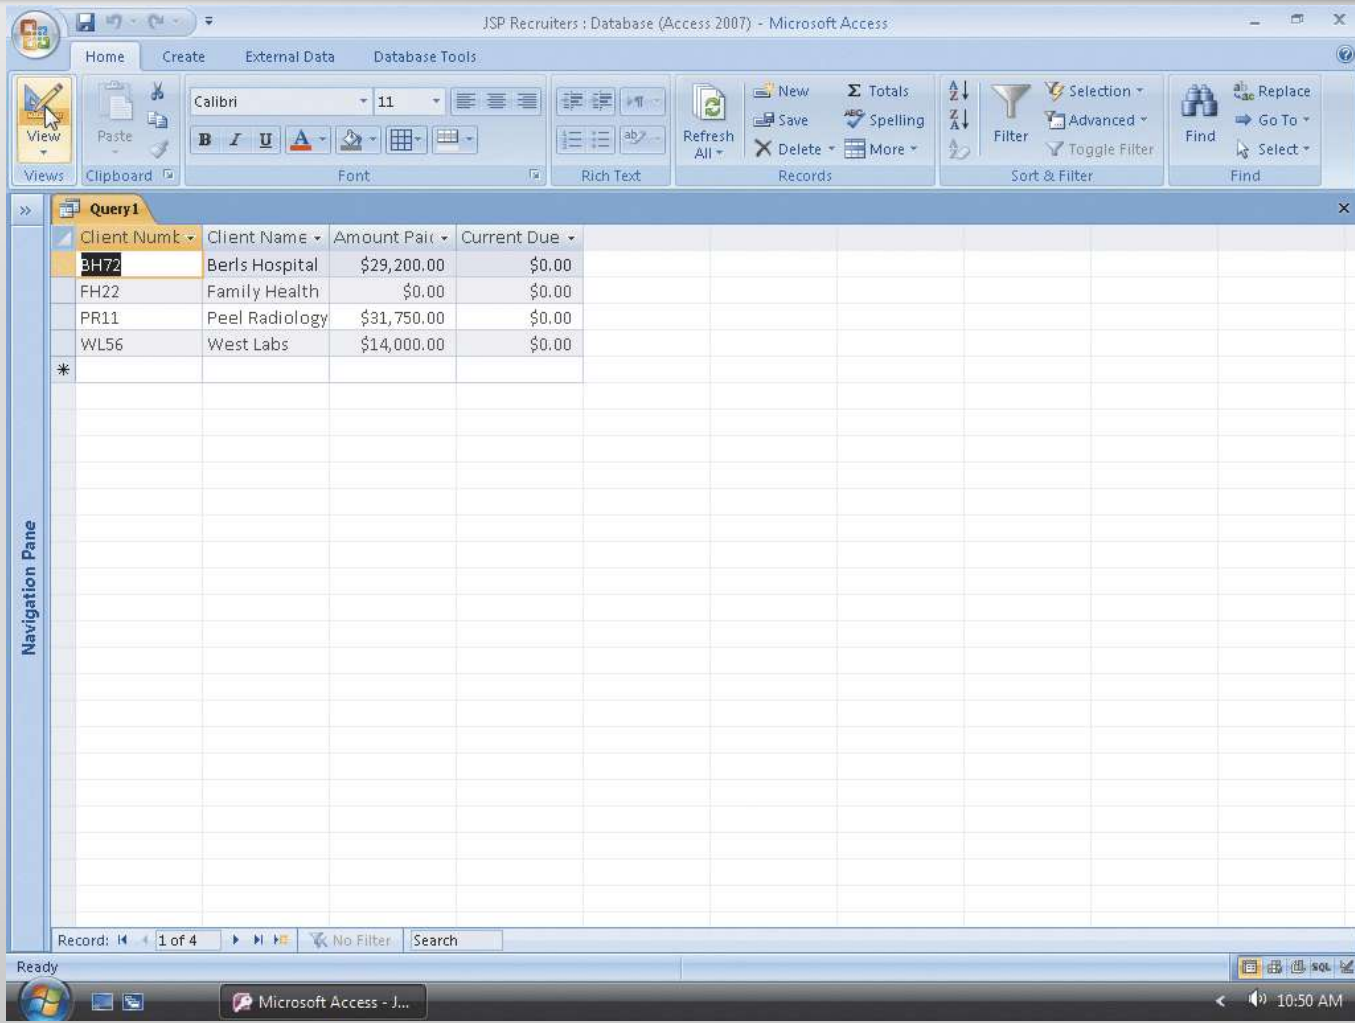 JSP Recruiters : Database (Access 2007) - Microsoft Access
Home Create External Data Database Tools
View
Views
Paste
Clipboard
Calibri 11
B I U A
Font
ab
Rich Text
Refresh All
New
Save
Delete
Σ Totals
Spelling
More
Records
Filter
Selection
Advanced
Toggle Filter
Sort & Filter
Find
Replace
Go To
Select
Find
Query1
Client Numb Client Name Amount Paid Current Due
BH72 Berls Hospital $29,200.00 $0.00
FH22 Family Health $0.00 $0.00
PR11 Peel Radiology $31,750.00 $0.00
WL56 West Labs $14,000.00 $0.00
Navigation Pane
Record: 1 of 4 No Filter Search
Ready
SQL
Microsoft Access - J...
10:50 AM